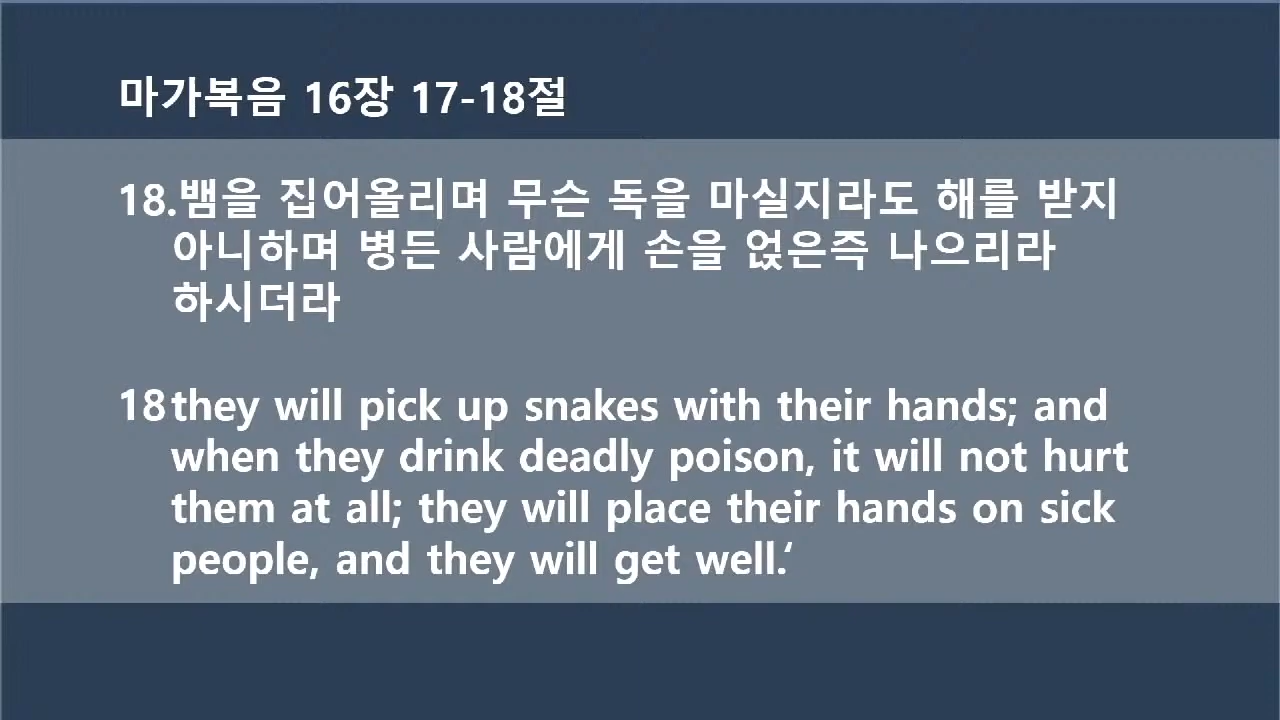 마가복음 16장 17-18절
18.뱀을 집어올리며 무슨 독을 마실지라도 해를 받지
아니하며 병든 사람에게 손을 얹은즉 나으리라
하시더라
18 they will pick up snakes with their hands; and
when they drink deadly poison, it will not hurt
them at all; they will place their hands on sick
people, and they will get well.‘